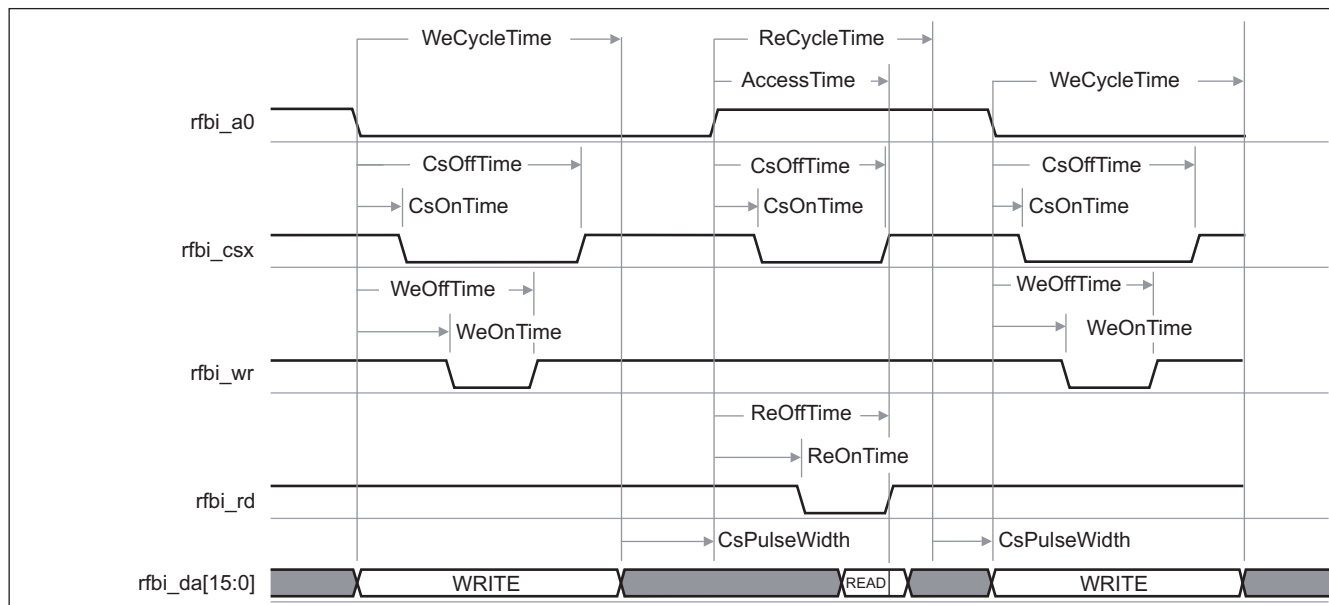 WeCycleTime ReCycleTime
AccessTime WeCycleTime
rfbi_a0
CsOffTime CsOffTime CsOffTime
CsOnTime CsOnTime CsOnTime
rfbi_csx
WeOffTime WeOffTime
WeOnTime WeOnTime
rfbi_wr
ReOffTime
ReOnTime
rfbi_rd
CsPulseWidth CsPulseWidth
rfbi_da[15:0] WRITE READ WRITE